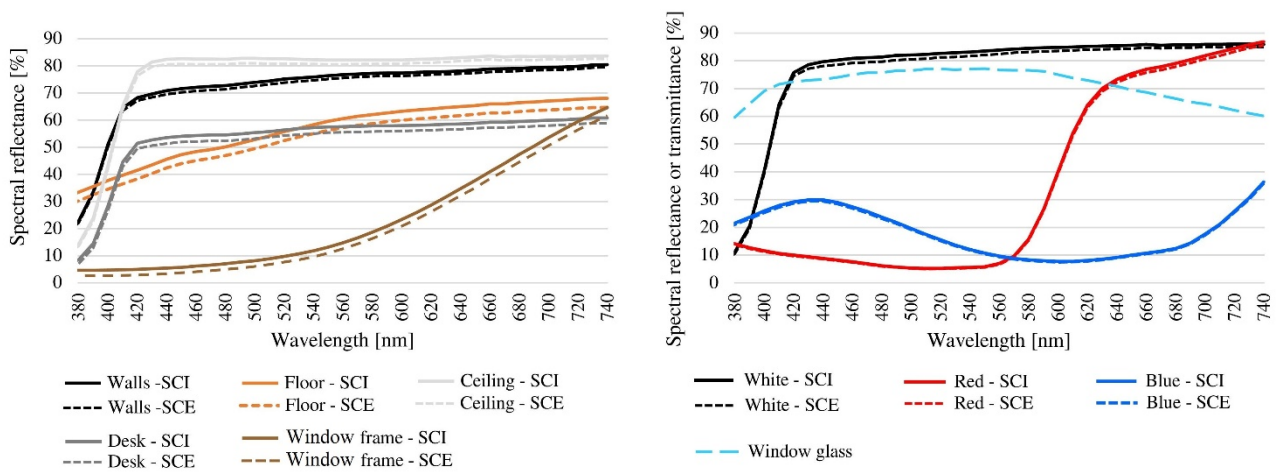 Spectral reflectance [%]
90
80
70
60
50
40
30
20
10
0
380
400
420
440
460
480
500
520
540
560
580
600
620
640
660
680
700
720
740
Wavelength [nm]
Walls -SCI
Floor - SCI
Ceiling - SCI
Walls -SCE
Floor - SCE
Ceiling - SCE
Desk - SCI
Window frame - SCI
Desk - SCE
Window frame - SCE
Spectral reflectance or transmittance [%]
90
80
70
60
50
40
30
20
10
0
380
400
420
440
460
480
500
520
540
560
580
600
620
640
660
680
700
720
740
Wavelength [nm]
White - SCI
Red - SCI
Blue - SCI
White - SCE
Red - SCE
Blue - SCE
Window glass